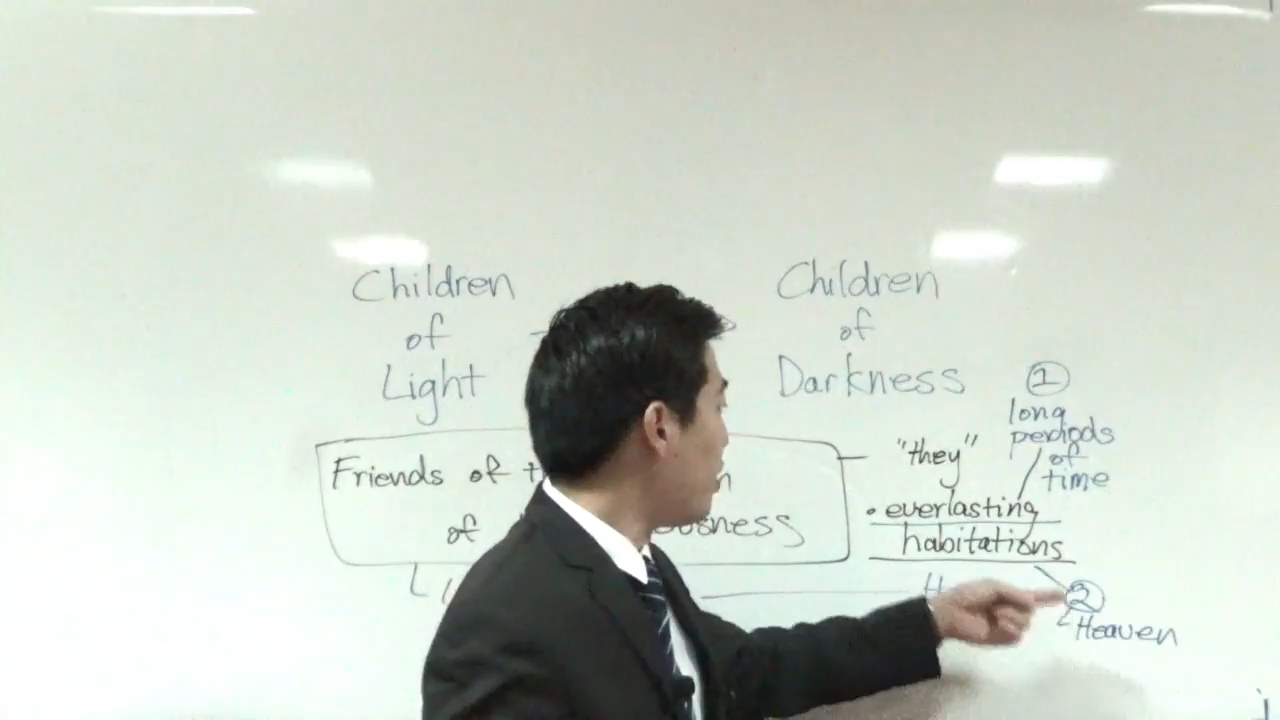 Children
of
Light
Children
of
Darkness
①
long
periods
of
time
Friends of
of
"they"
• everlasting
habitations
②
Heaven